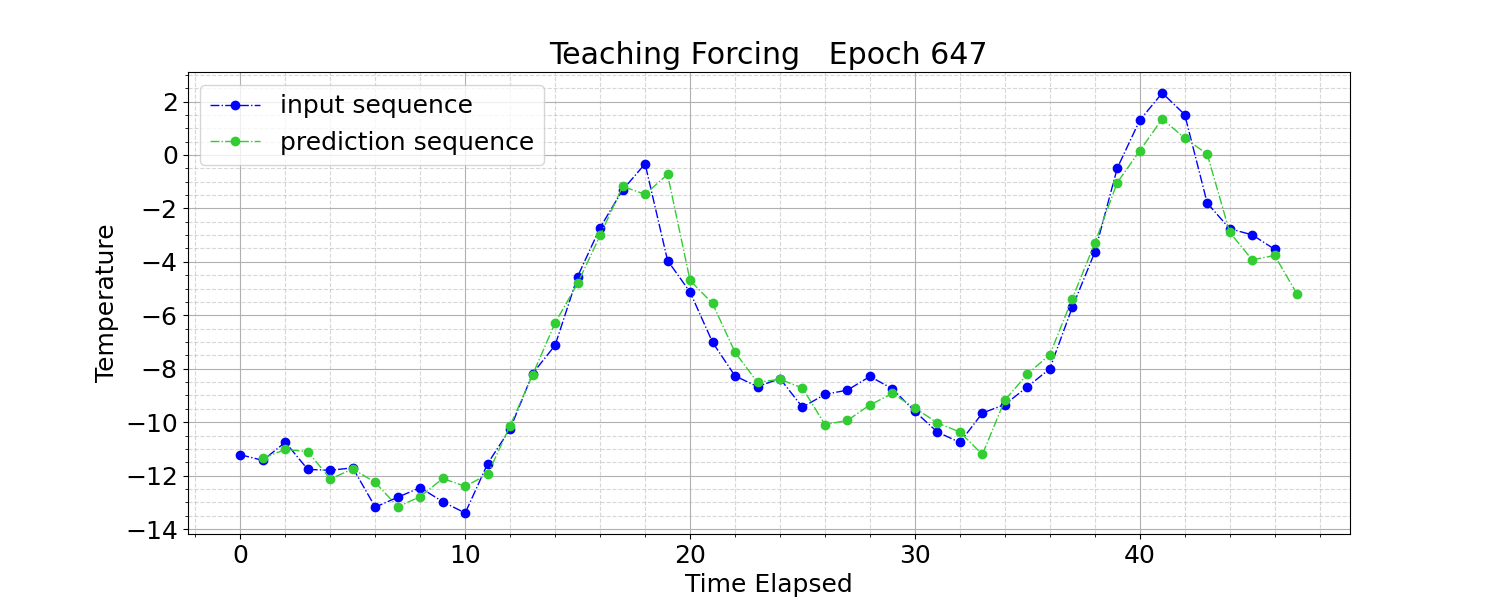 Teaching Forcing   Epoch 647
input sequence
prediction sequence
2
0
−2
−4
−6
−8
−10
−12
−14
Temperature
0 10 20 30 40
Time Elapsed